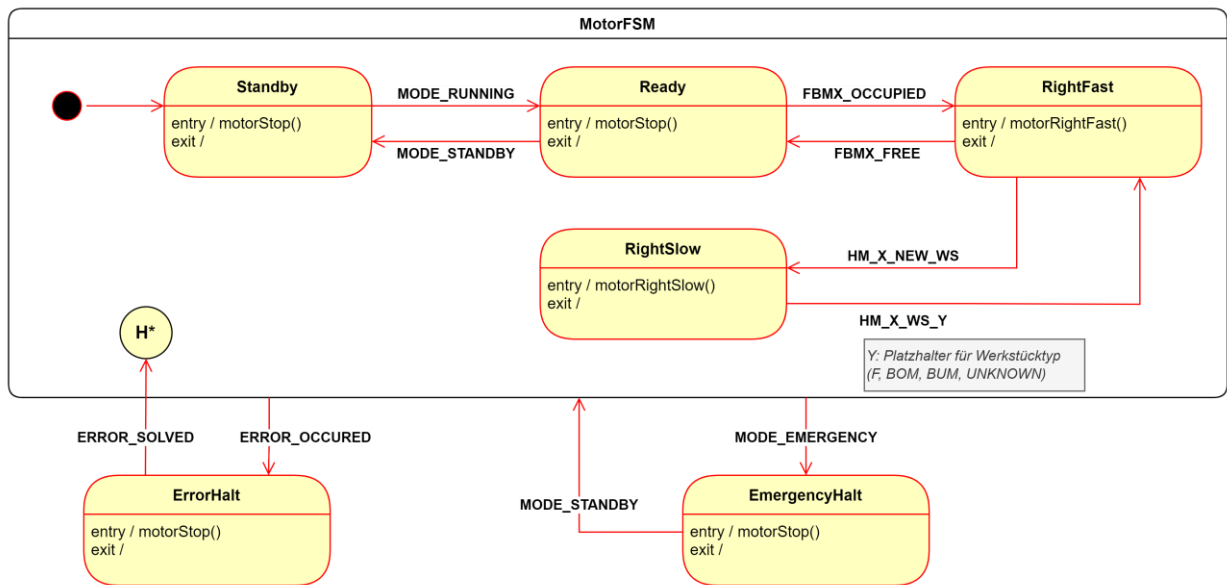 MotorFSM
Standby
entry / motorStop()
exit /
MODE_RUNNING
MODE_STANDBY
Ready
entry / motorStop()
exit /
FBMX_OCCUPIED
FBMX_FREE
RightFast
entry / motorRightFast()
exit /
RightSlow
entry / motorRightSlow()
exit /
HM_X_NEW_WS
HM_X_WS_Y
Y: Platzhalter für Werkstücktyp
(F, BOM, BUM, UNKNOWN)
H*
ERROR_SOLVED
ERROR_OCCURED
MODE_EMERGENCY
MODE_STANDBY
ErrorHalt
entry / motorStop()
exit /
EmergencyHalt
entry / motorStop()
exit /